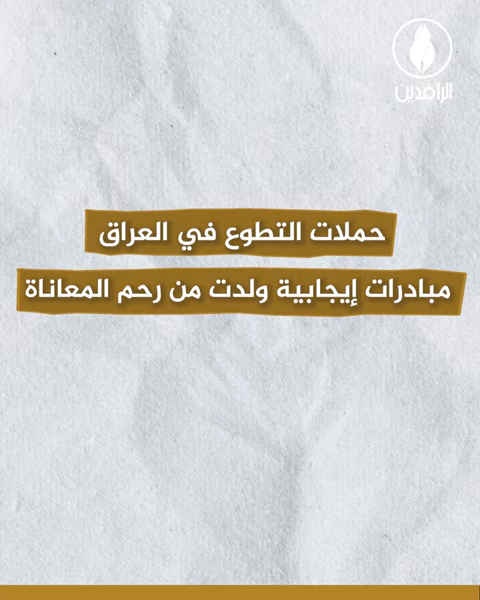 الرافدين
حملات التطوع في العراق
مبادرات إيجابية ولدت من رحم المعاناة